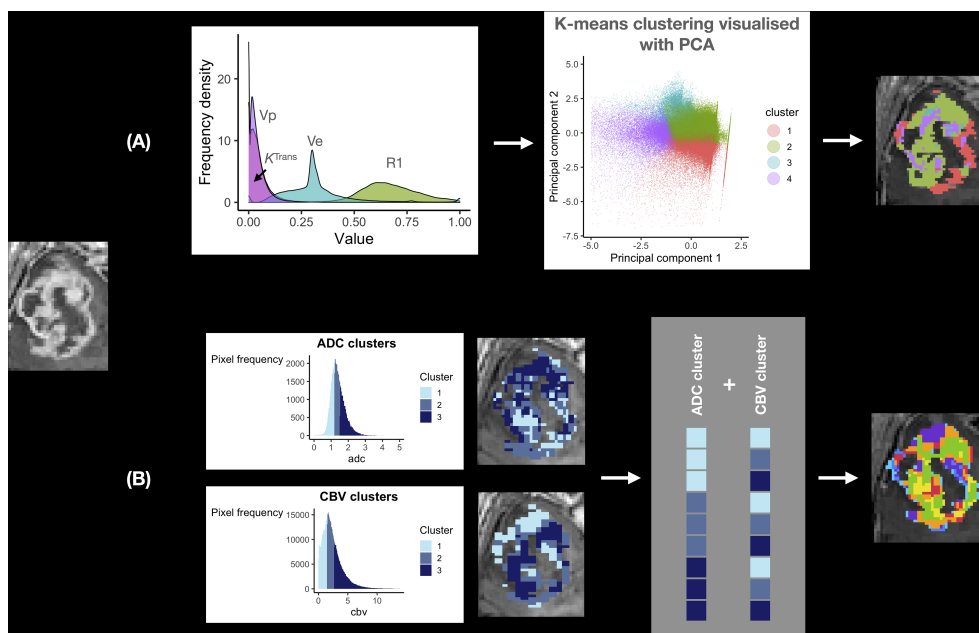 (A)
Frequency density
20
10
0
Vp
K^Trans
Ve
R1
0.00 0.25 0.50 0.75 1.00
Value
K-means clustering visualised
with PCA
Principal component 2
5.0
2.5
0.0
-2.5
-5.0
-7.5
-5.0 -2.5 0.0 2.5
Principal component 1
cluster
1
2
3
4
(B)
ADC clusters
Pixel frequency
2000
1500
1000
500
0
0 1 2 3 4 5
adc
Cluster
1
2
3
CBV clusters
Pixel frequency
15000
10000
5000
0
0 5 10
cbv
Cluster
1
2
3
ADC cluster
+
CBV cluster